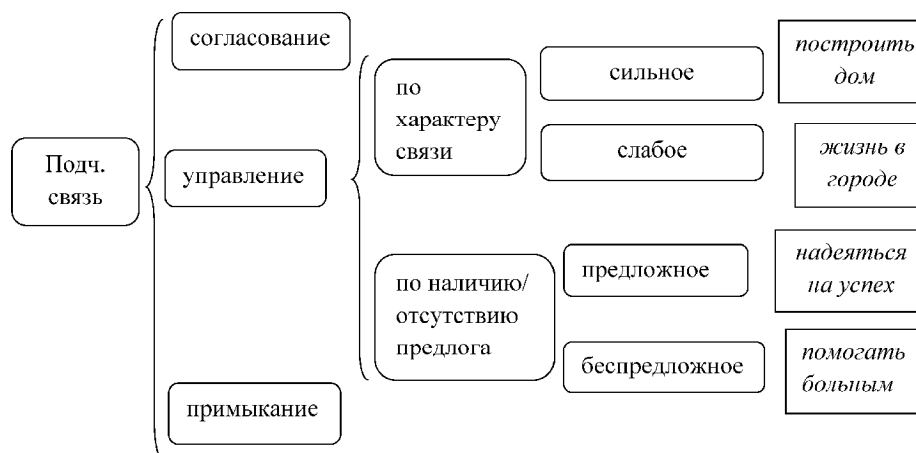 согласование
построить
дом
по
характеру
связи
сильное
слабое
жизнь в
городе
Подч.
связь
управление
по наличию/
отсутствию
предлога
предложное
надеяться
на успех
беспредложное
помогать
больным
примыкание